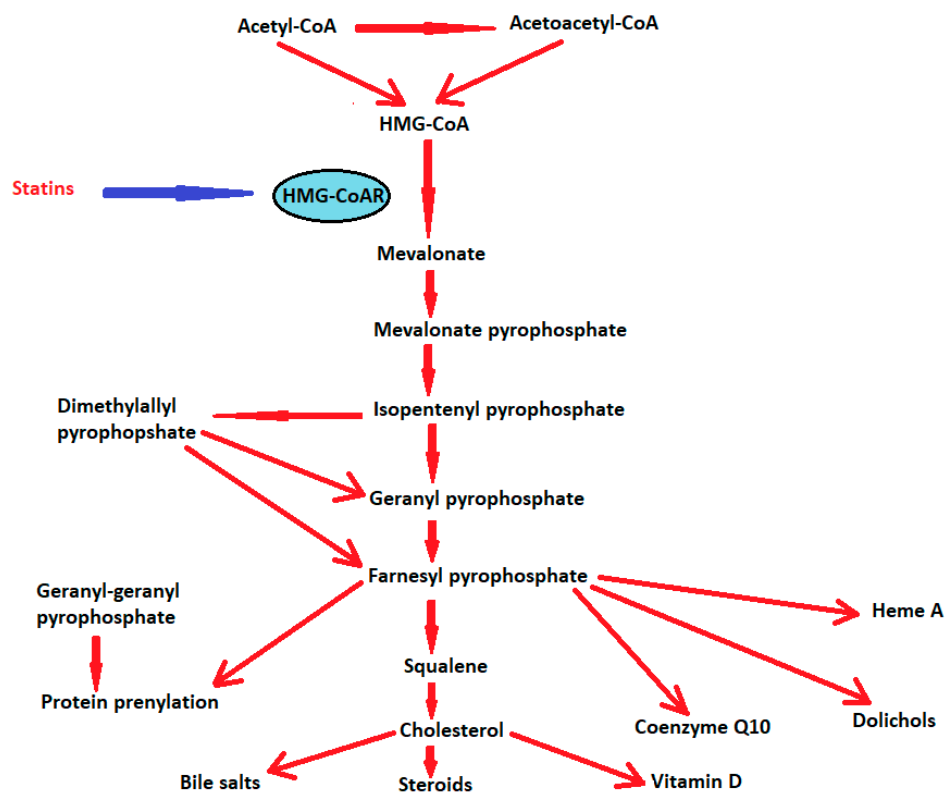 Acetyl-CoA
Acetoacetyl-CoA
HMG-CoA
Statins
HMG-CoAR
Mevalonate
Mevalonate pyrophosphate
Dimethylallyl
pyrophopshate
Isopentenyl pyrophosphate
Geranyl pyrophosphate
Farnesyl pyrophosphate
Geranyl-geranyl
pyrophosphate
Heme A
Squalene
Protein prenylation
Cholesterol
Coenzyme Q10
Dolichols
Bile salts
Steroids
Vitamin D